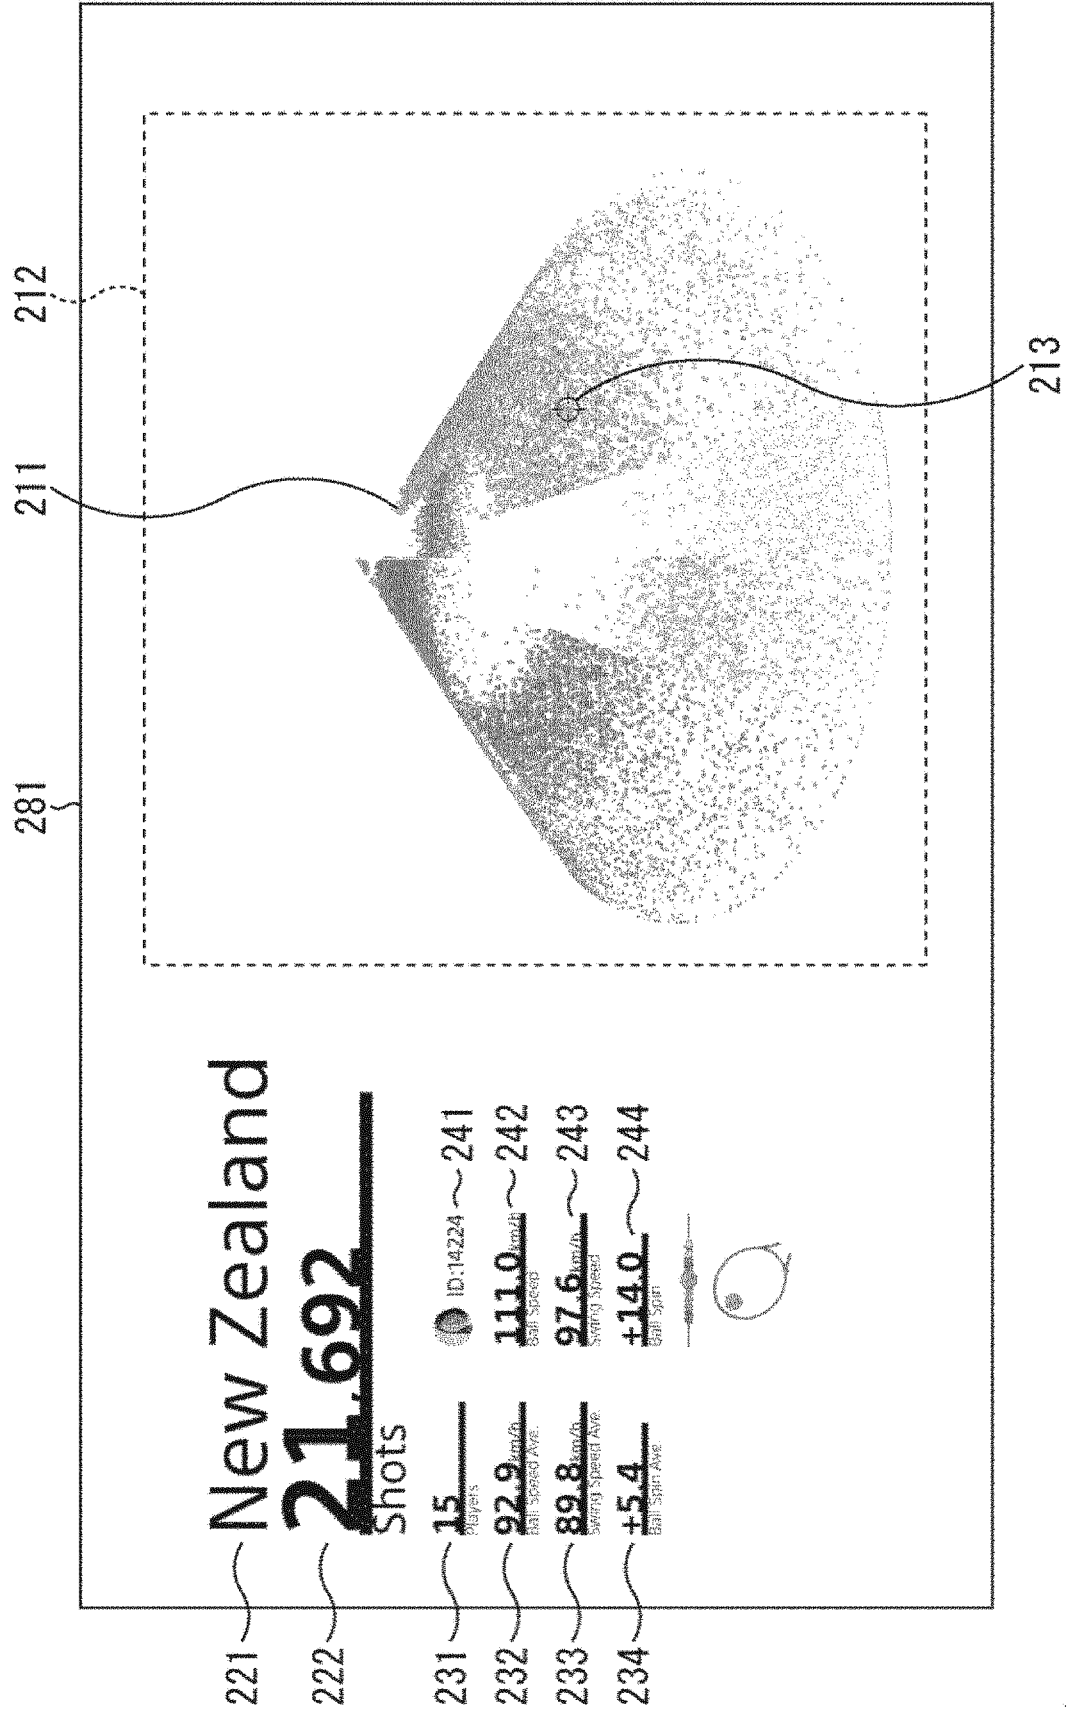 281
211
212
213
221
New Zealand
222
21,692
Shots
231
15
Players
ID:14224
241
232
92.9km/h
Ball Speed Ave.
111.0km/h
Ball Speed
242
233
89.8km/h
Swing Speed Ave.
97.6km/h
Swing Speed
243
234
+5.4
Ball Spin Ave.
+14.0
Ball Spin
244